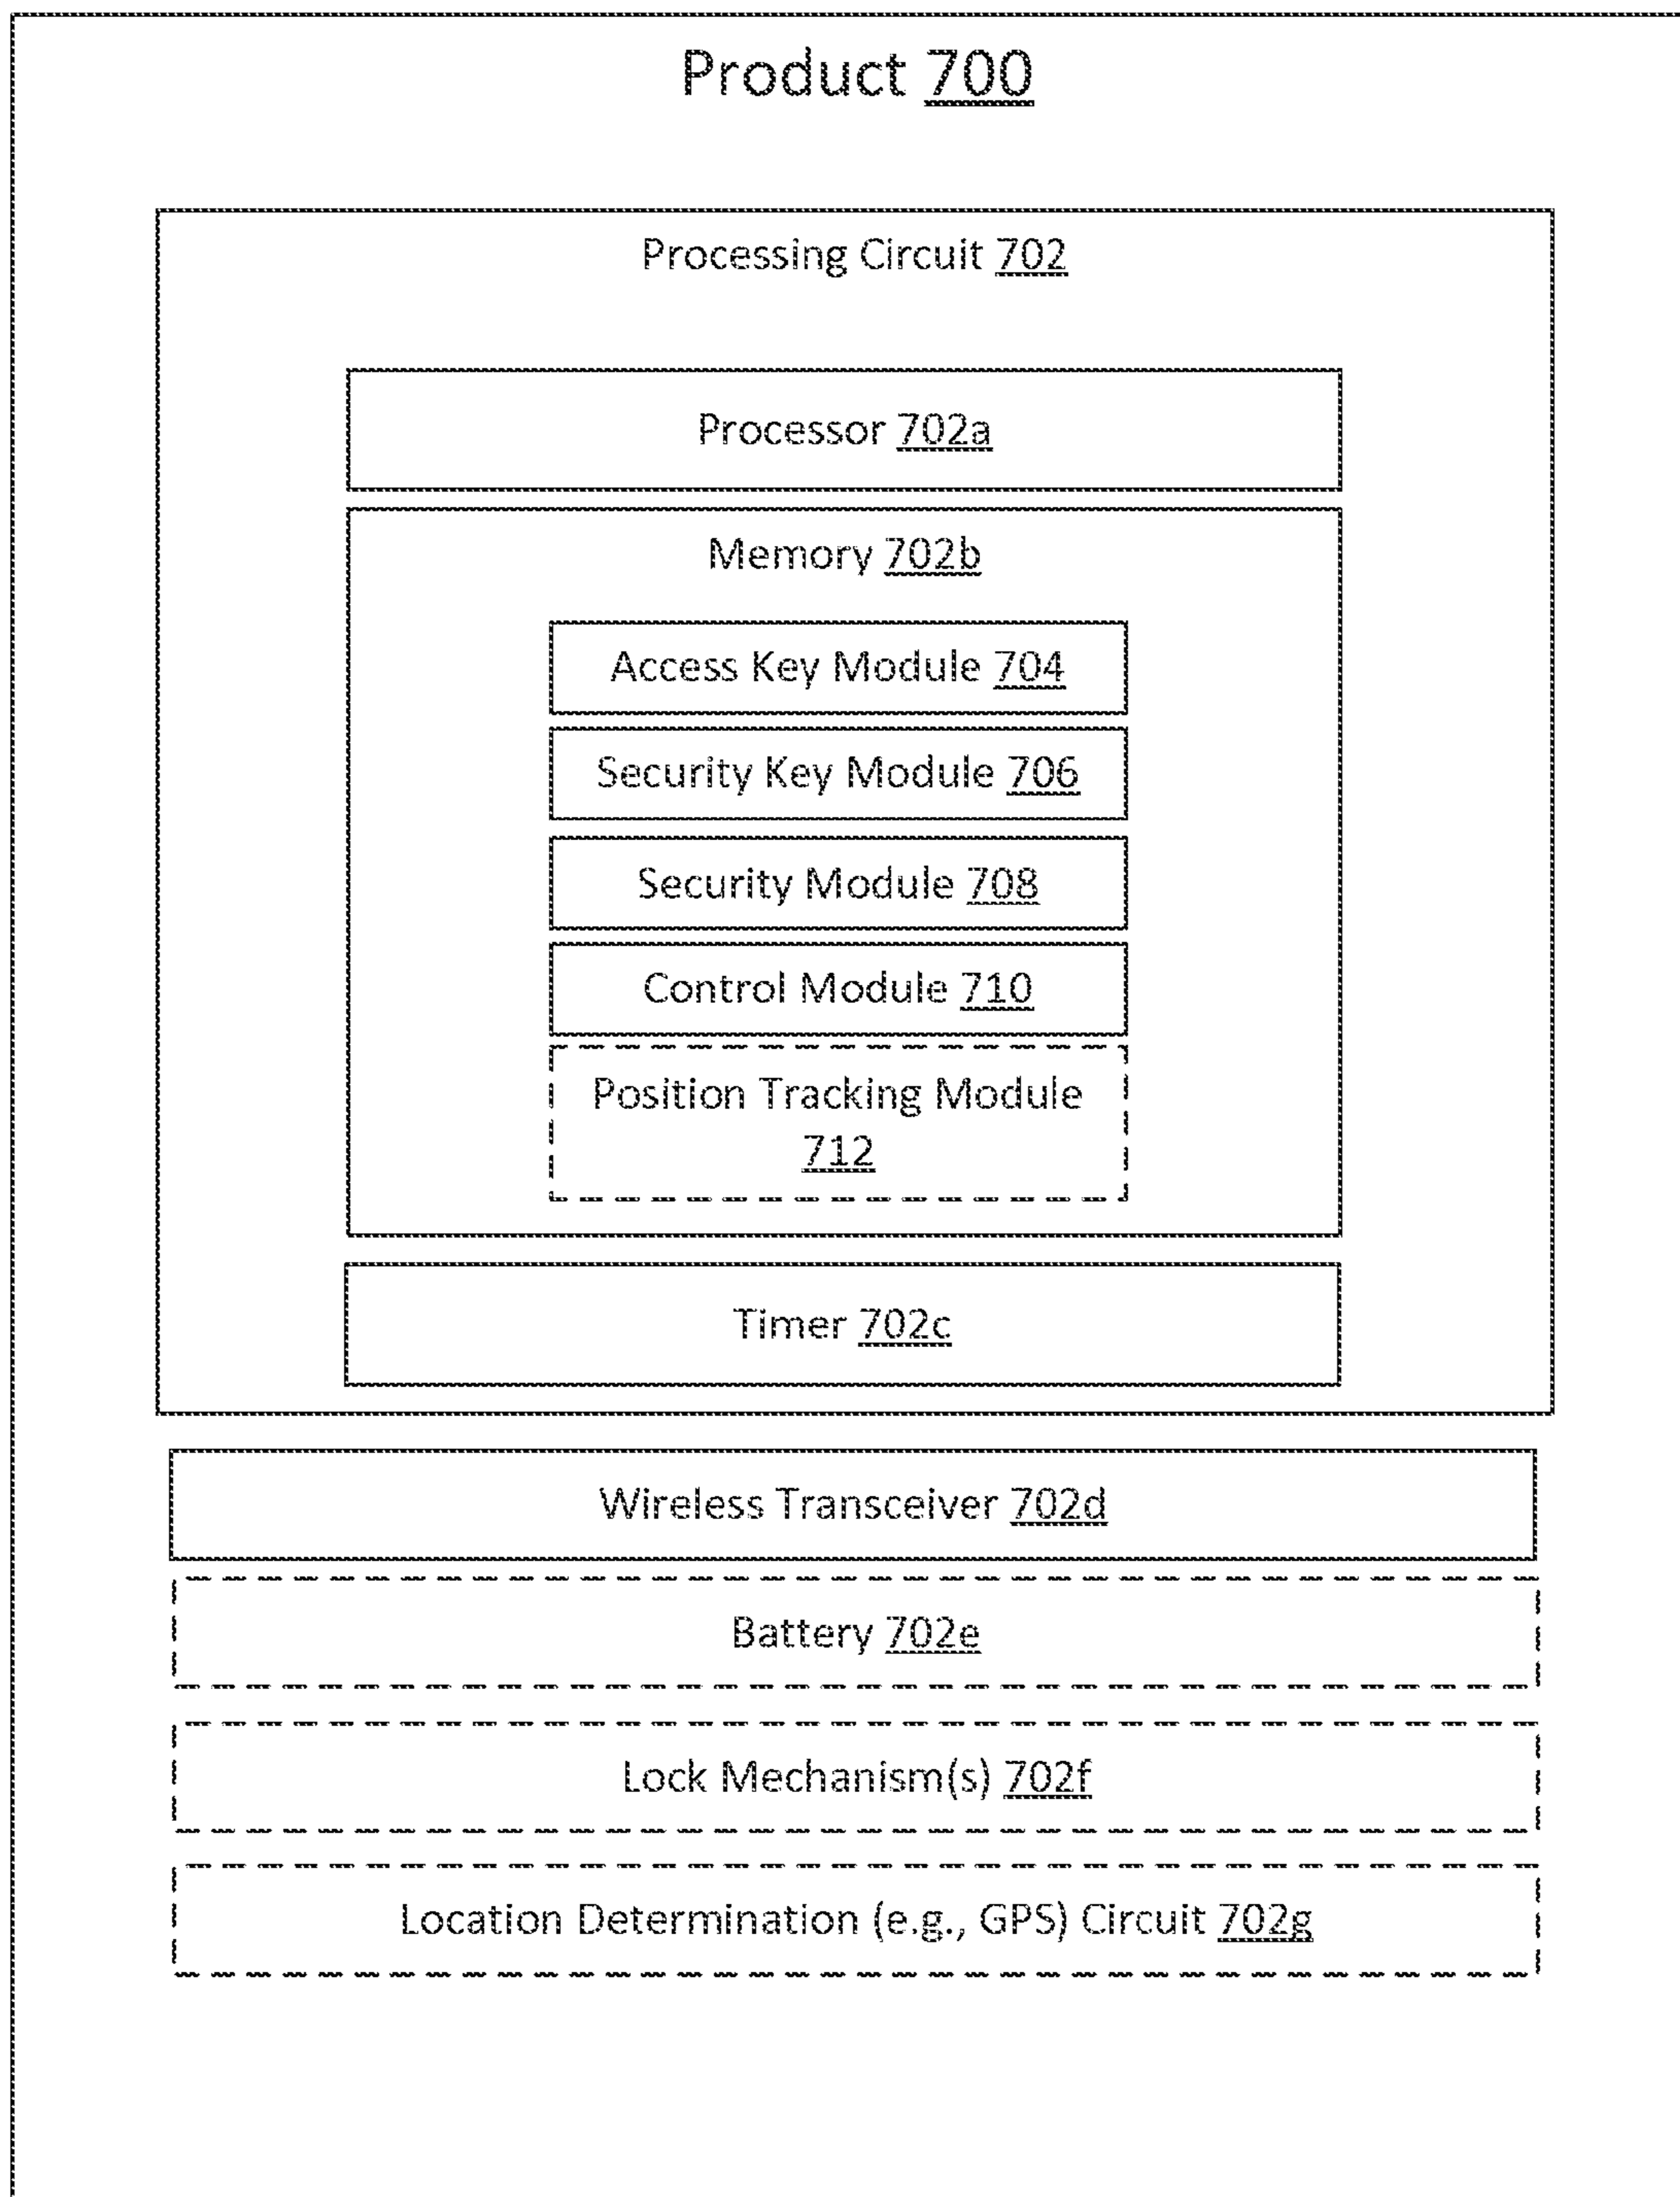 Product 700
Processing Circuit 702
Processor 702a
Memory 702b
Access Key Module 704
Security Key Module 706
Security Module 708
Control Module 710
Position Tracking Module
712
Timer 702c
Wireless Transceiver 702d
Battery 702e
Lock Mechanism(s) 702f
Location Determination (e.g., GPS) Circuit 702g